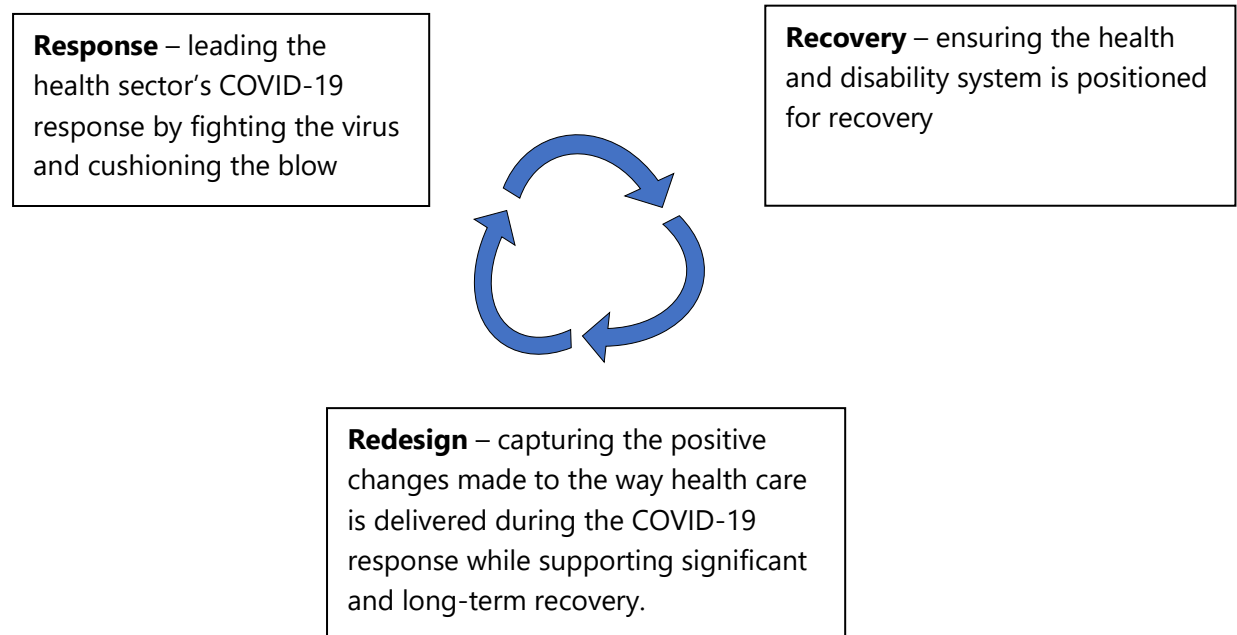 Response – leading the
health sector's COVID-19
response by fighting the virus
and cushioning the blow
Recovery – ensuring the health
and disability system is positioned
for recovery
Redesign – capturing the positive
changes made to the way health care
is delivered during the COVID-19
response while supporting significant
and long-term recovery.